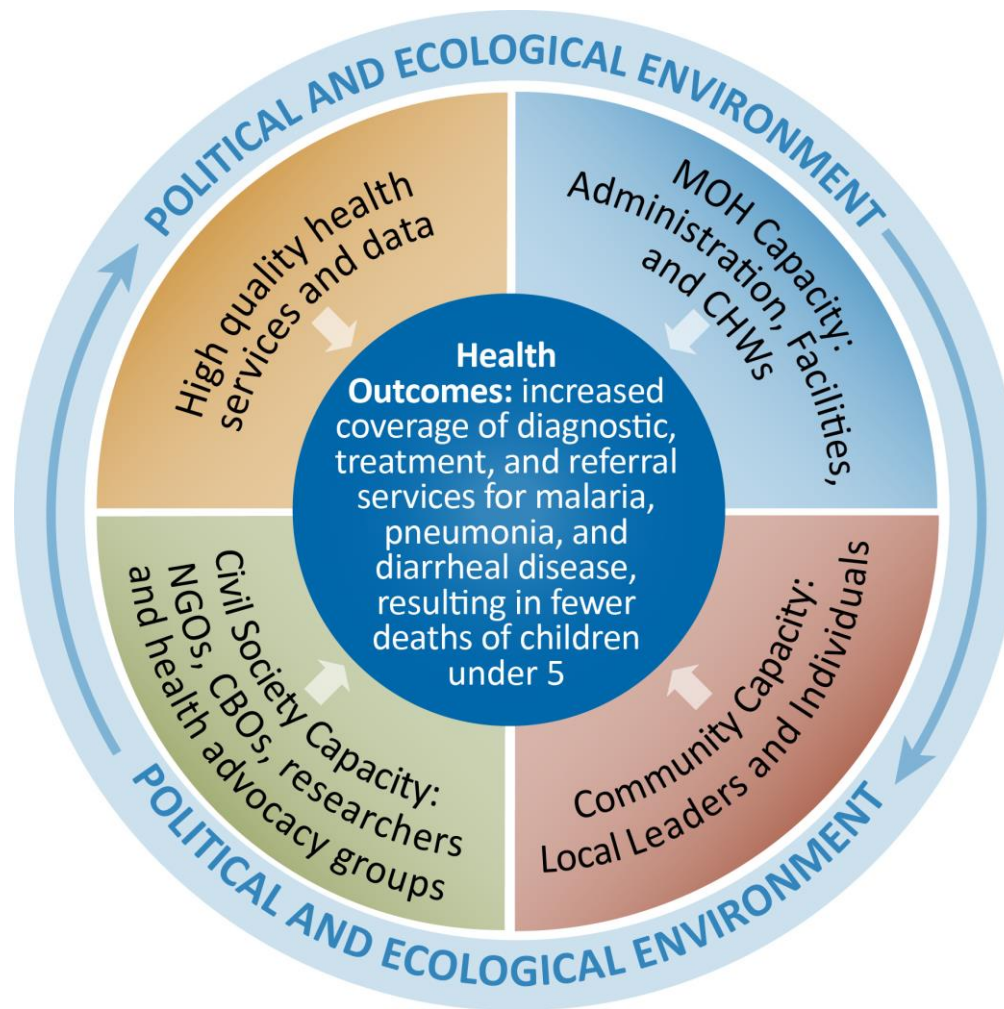 POLITICAL AND ECOLOGICAL ENVIRONMENT
High quality health
services and data
MOH Capacity:
Administration, Facilities,
and CHWs
Health
Outcomes: increased
coverage of diagnostic,
treatment, and referral
services for malaria,
pneumonia, and
diarrheal disease,
resulting in fewer
deaths of children
under 5
Civil Society Capacity:
NGOs, CBOs, researchers
and health advocacy groups
Community Capacity:
Local Leaders and Individuals
POLITICAL AND ECOLOGICAL ENVIRONMENT